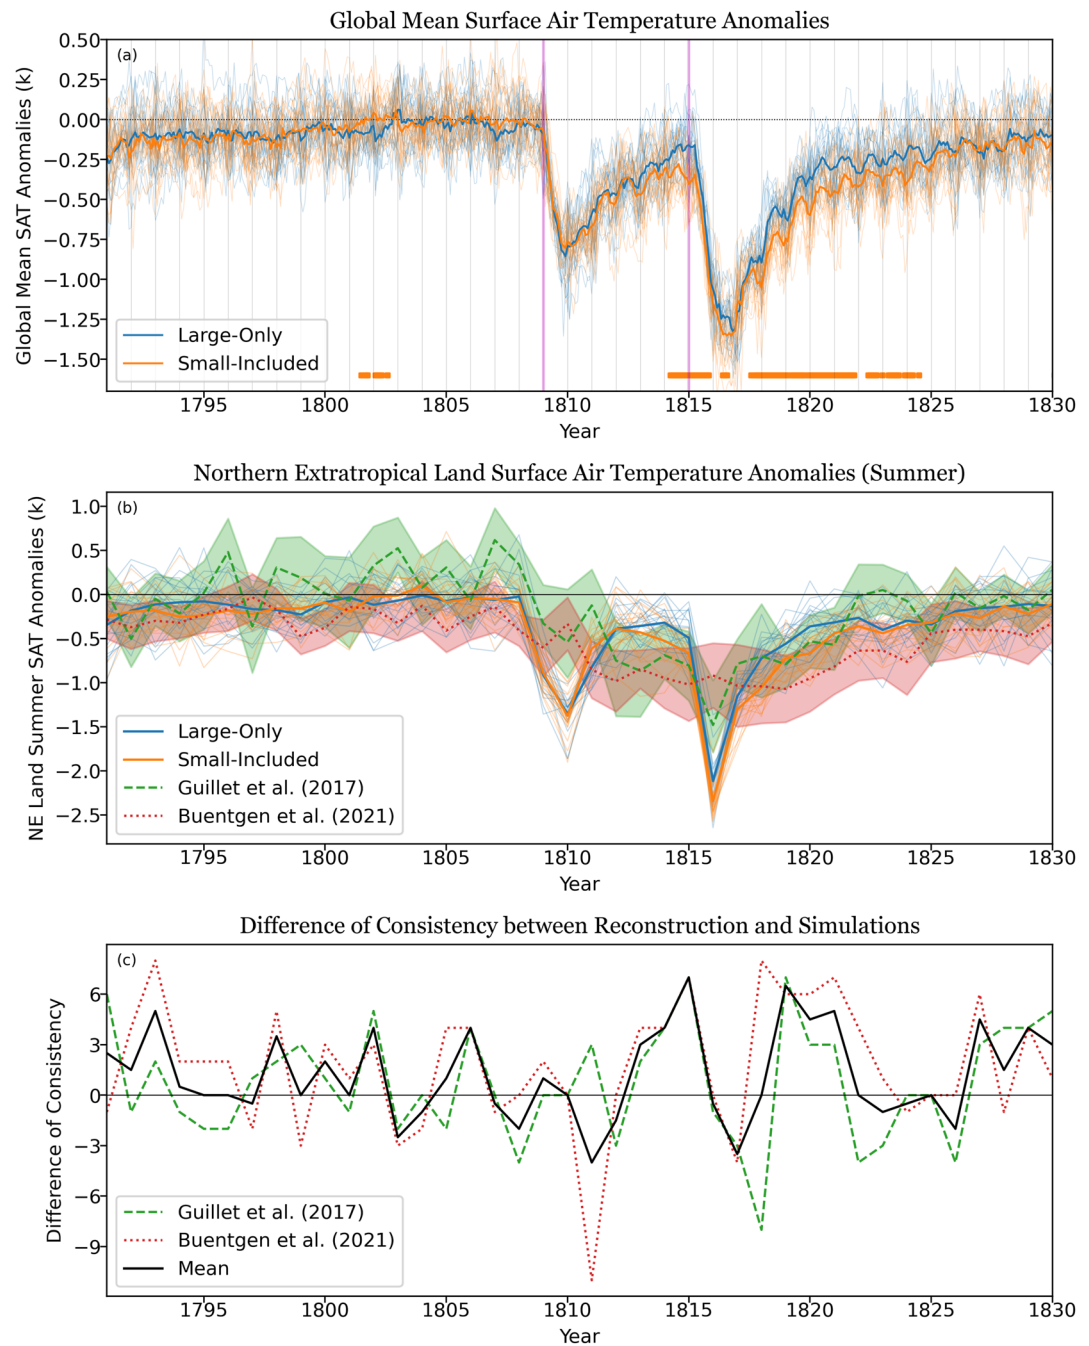 Global Mean Surface Air Temperature Anomalies
(a)
Global Mean SAT Anomalies (k)
0.50
0.25
0.00
−0.25
−0.50
−0.75
−1.00
−1.25
−1.50
Large-Only
Small-Included
1795 1800 1805 1810 1815 1820 1825 1830
Year
Northern Extratropical Land Surface Air Temperature Anomalies (Summer)
(b)
NE Land Summer SAT Anomalies (k)
1.0
0.5
0.0
−0.5
−1.0
−1.5
−2.0
−2.5
Large-Only
Small-Included
Guillet et al. (2017)
Buentgen et al. (2021)
1795 1800 1805 1810 1815 1820 1825 1830
Year
Difference of Consistency between Reconstruction and Simulations
(c)
Difference of Consistency
6
3
0
−3
−6
−9
Guillet et al. (2017)
Buentgen et al. (2021)
Mean
1795 1800 1805 1810 1815 1820 1825 1830
Year